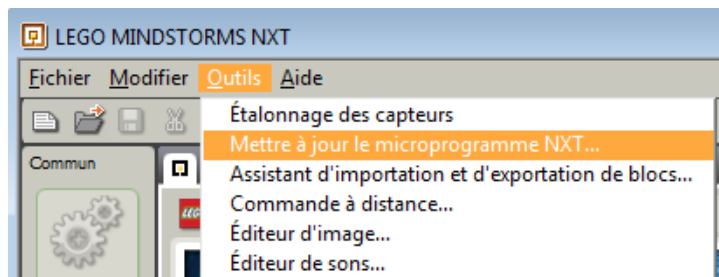 LEGO MINDSTORMS NXT
Fichier Modifier Outils Aide
Étalonnage des capteurs
Mettre à jour le microprogramme NXT...
Commun
Assistant d'importation et d'exportation de blocs...
Commande à distance...
Éditeur d'image...
Éditeur de sons...